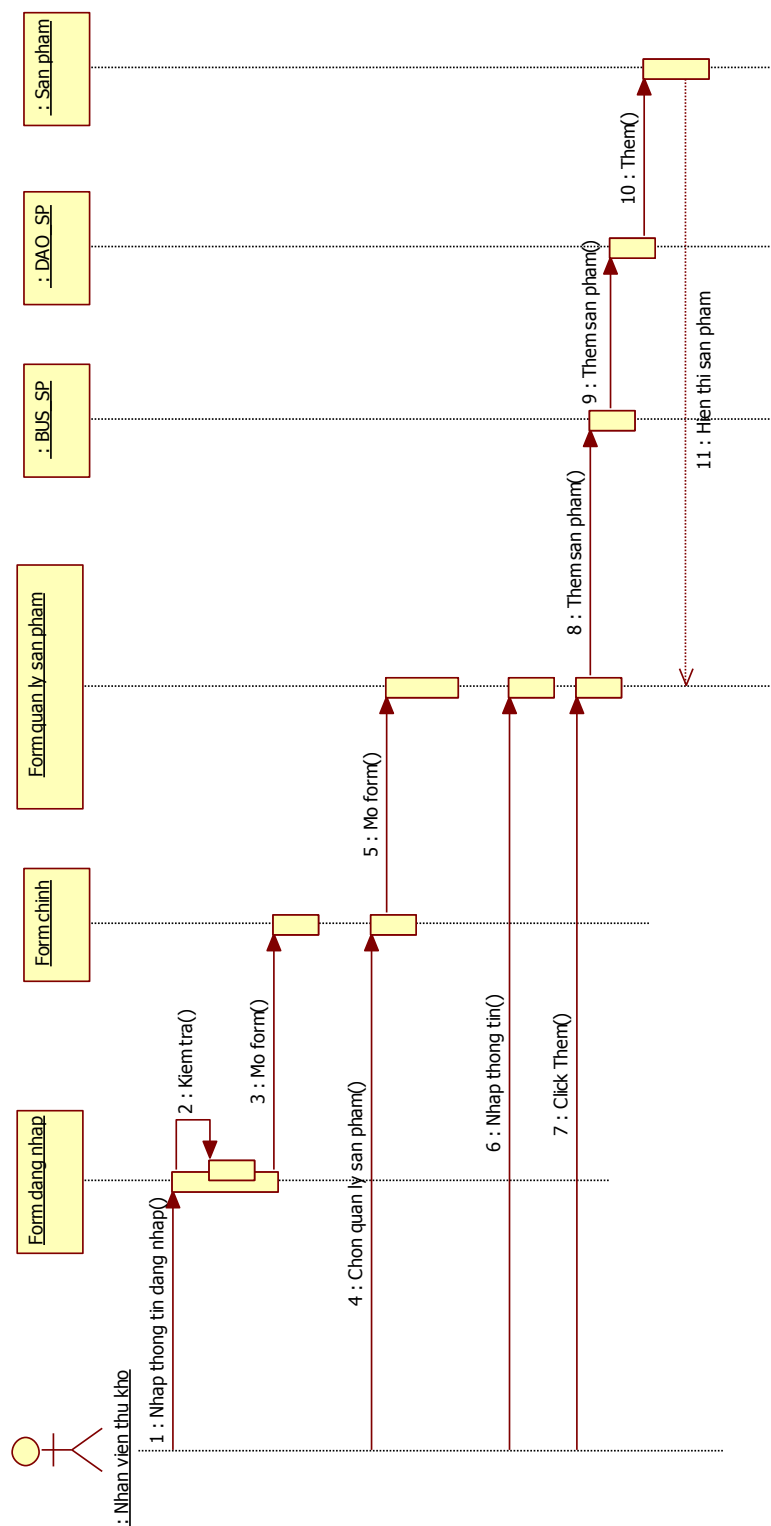 : Nhan vien thu kho
Form dang nhap
Form chinh
Form quan ly san pham
: BUS_SP
: DAO_SP
: San pham
1 : Nhap thong tin dang nhap()
2 : Kiem tra()
3 : Mo form()
4 : Chon quan ly san pham()
5 : Mo form()
6 : Nhap thong tin()
7 : Click Them()
8 : Them san pham()
9 : Them san pham()
10 : Them()
11 : Hien thi san pham